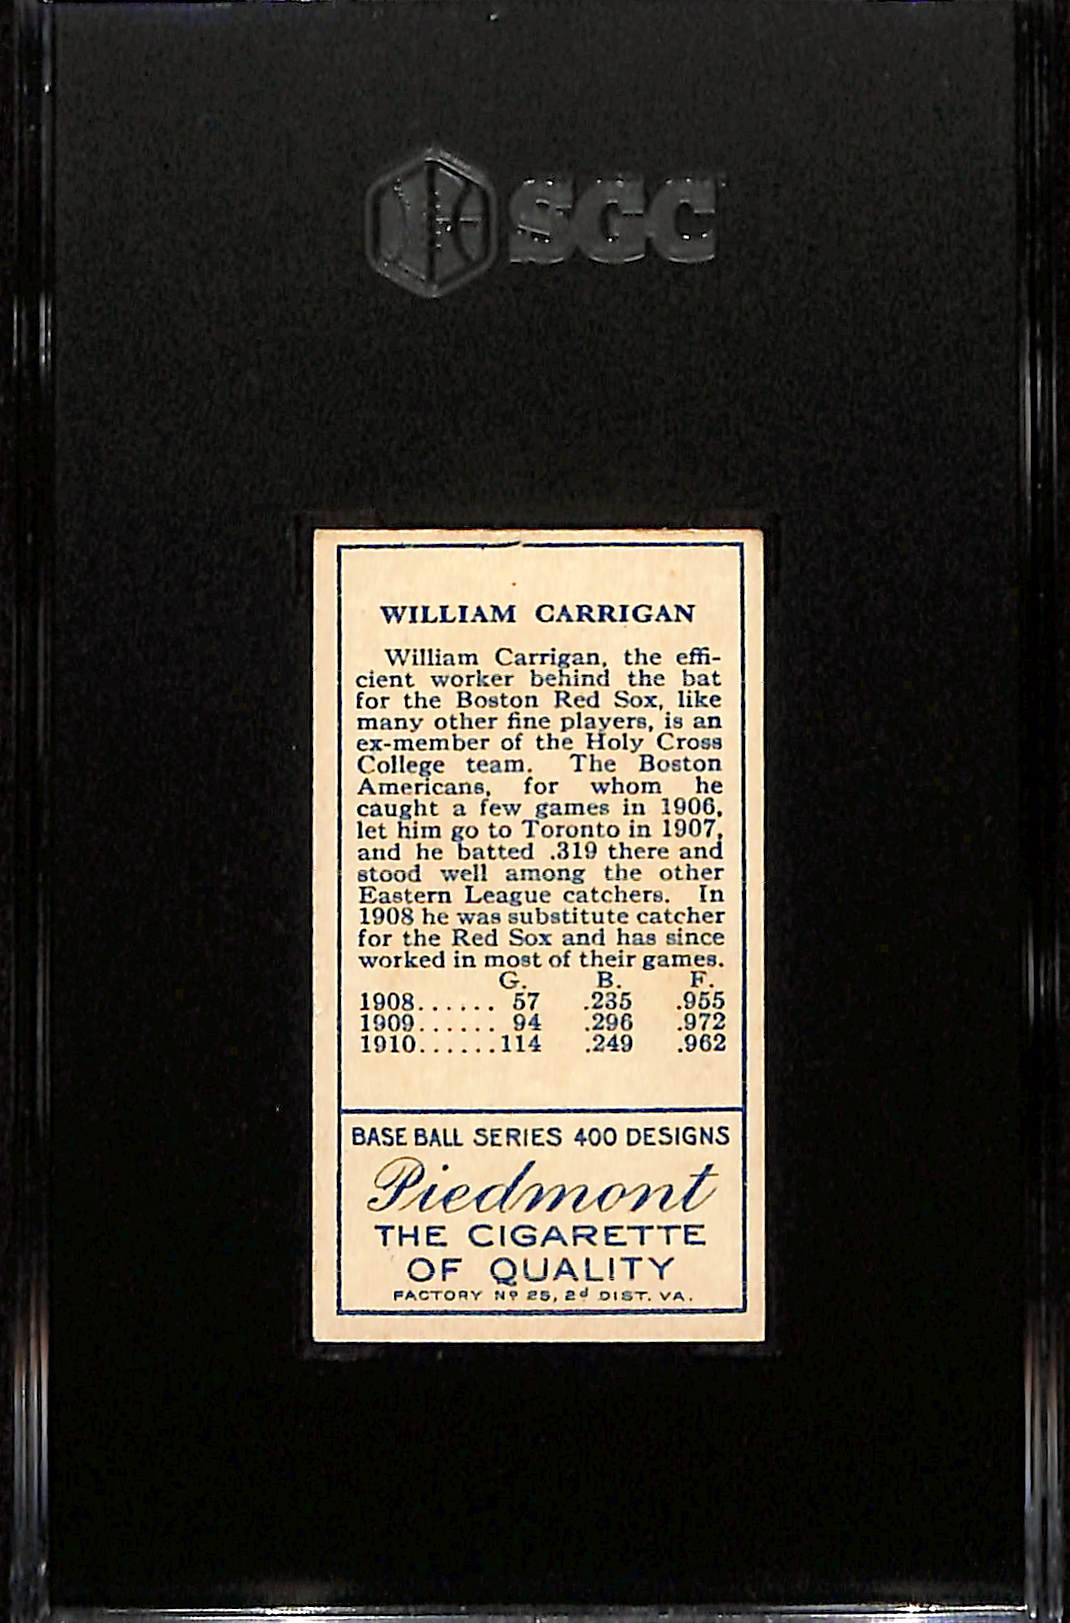 SGC
WILLIAM CARRIGAN
William Carrigan, the effi-
cient worker behind the bat
for the Boston Red Sox, like
many other fine players, is an
ex-member of the Holy Cross
College team. The Boston
Americans, for whom he
caught a few games in 1906,
let him go to Toronto in 1907,
and he batted .319 there and
stood well among the other
Eastern League catchers. In
1908 he was substitute catcher
for the Red Sox and has since
worked in most of their games.
G. B. F.
1908...... 57 .235 .955
1909...... 94 .296 .972
1910......114 .249 .962
BASE BALL SERIES 400 DESIGNS
Piedmont
THE CIGARETTE
OF QUALITY
FACTORY Nº 25, 2d DIST. VA.